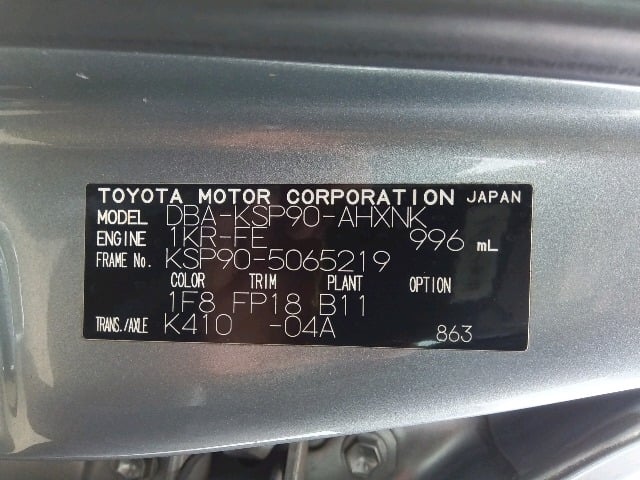 TOYOTA MOTOR CORPORATION JAPAN
MODEL DBA-KSP90-AHXNK
ENGINE 1KR-FE 996 mL
FRAME No. KSP90-5065219
COLOR TRIM PLANT OPTION
1F8 FP18 B11
TRANS./AXLE K410 -04A 863